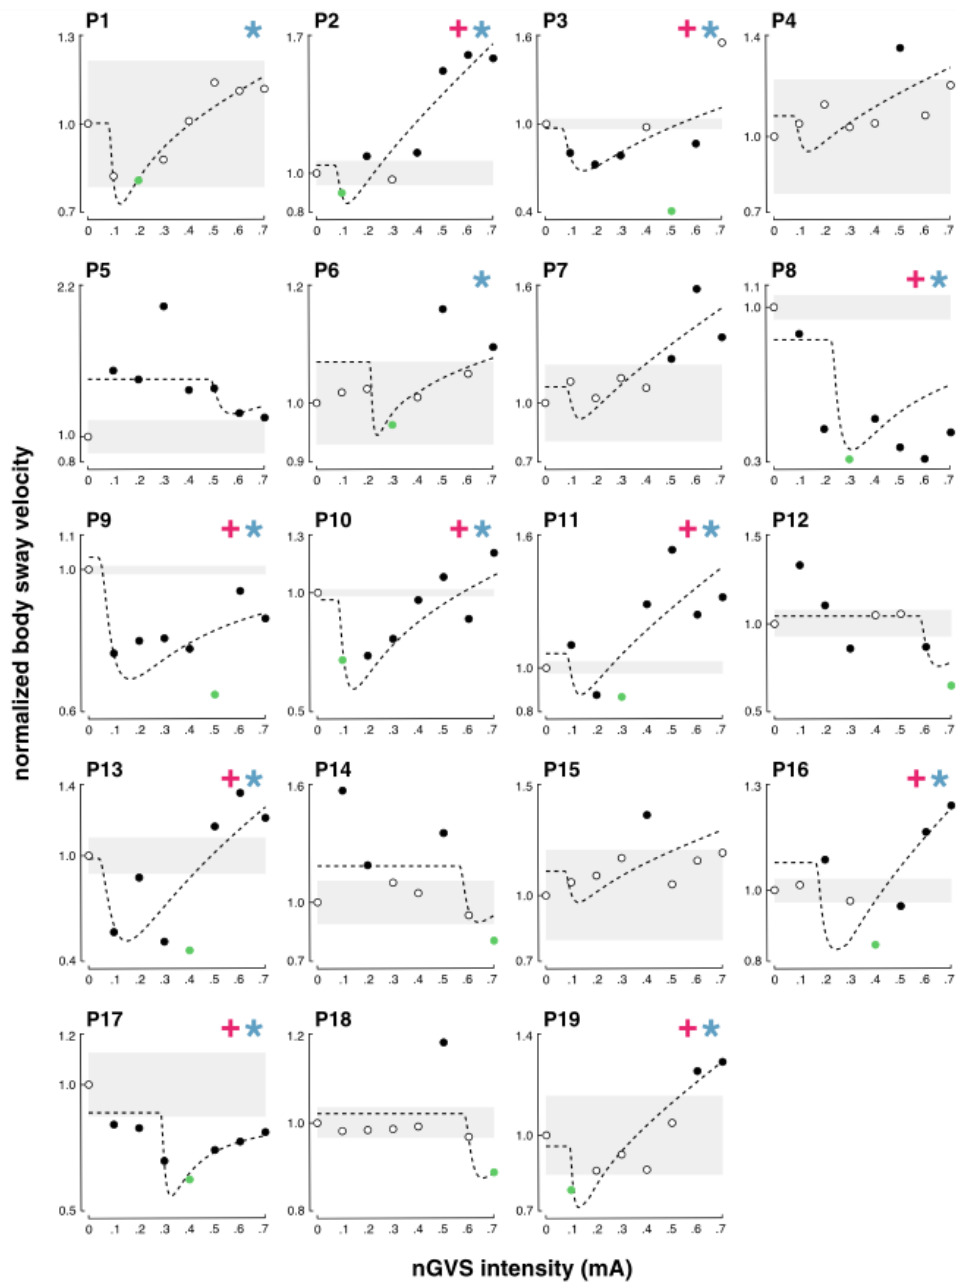 P1 P2 P3 P4
1.3 1.7 1.6 1.4
1.0 1.0 1.0 1.0
0.7 0.8 0.4 0.7
0 .1 .2 .3 .4 .5 .6 .7 0 .1 .2 .3 .4 .5 .6 .7 0 .1 .2 .3 .4 .5 .6 .7 0 .1 .2 .3 .4 .5 .6 .7
P5 P6 P7 P8
2.2 1.2 1.6 1.1
1.0 1.0 1.0 1.0
0.8 0.9 0.7 0.3
0 .1 .2 .3 .4 .5 .6 .7 0 .1 .2 .3 .4 .5 .6 .7 0 .1 .2 .3 .4 .5 .6 .7 0 .1 .2 .3 .4 .5 .6 .7
normalized body sway velocity
P9 P10 P11 P12
1.1 1.3 1.6 1.5
1.0 1.0 1.0 1.0
0.6 0.5 0.8 0.5
0 .1 .2 .3 .4 .5 .6 .7 0 .1 .2 .3 .4 .5 .6 .7 0 .1 .2 .3 .4 .5 .6 .7 0 .1 .2 .3 .4 .5 .6 .7
P13 P14 P15 P16
1.4 1.6 1.5 1.3
1.0 1.0 1.0 1.0
0.4 0.7 0.7 0.8
0 .1 .2 .3 .4 .5 .6 .7 0 .1 .2 .3 .4 .5 .6 .7 0 .1 .2 .3 .4 .5 .6 .7 0 .1 .2 .3 .4 .5 .6 .7
P17 P18 P19
1.2 1.2 1.4
1.0 1.0 1.0
0.5 0.8 0.7
0 .1 .2 .3 .4 .5 .6 .7 0 .1 .2 .3 .4 .5 .6 .7 0 .1 .2 .3 .4 .5 .6 .7
nGVS intensity (mA)